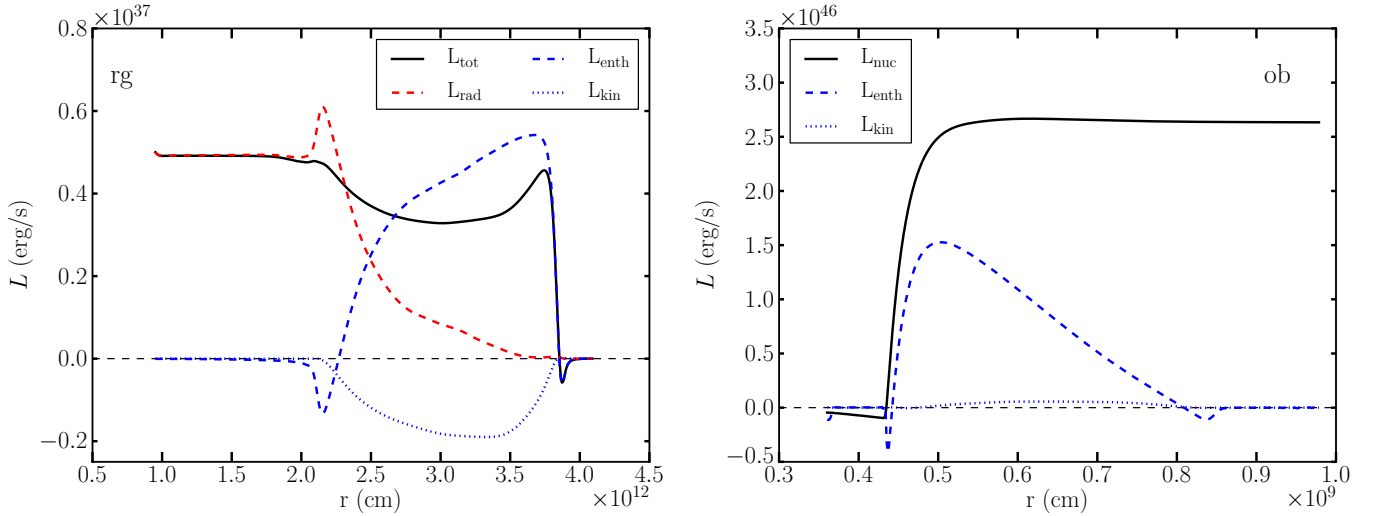 ×10^37
0.8
0.6
0.4
0.2
0.0
−0.2
L (erg/s)
rg
L_tot
L_rad
L_enth
L_kin
0.5 1.0 1.5 2.0 2.5 3.0 3.5 4.0 4.5
r (cm)
×10^12
×10^46
3.5
3.0
2.5
2.0
1.5
1.0
0.5
0.0
−0.5
L (erg/s)
L_nuc
L_enth
L_kin
ob
0.3 0.4 0.5 0.6 0.7 0.8 0.9 1.0
r (cm)
×10^9